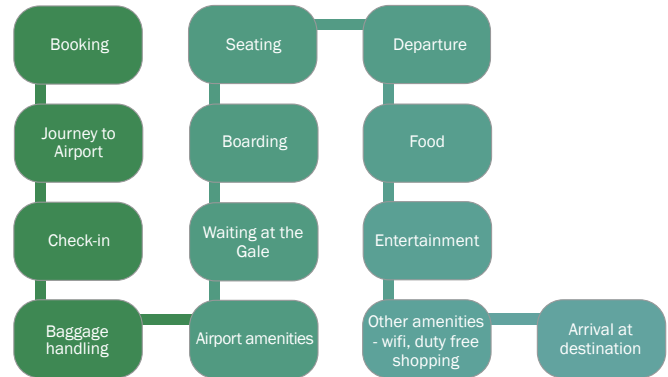 Booking
Journey to
Airport
Check-in
Baggage
handling
Airport amenities
Waiting at the
Gale
Boarding
Seating
Departure
Food
Entertainment
Other amenities
- wifi, duty free
shopping
Arrival at
destination